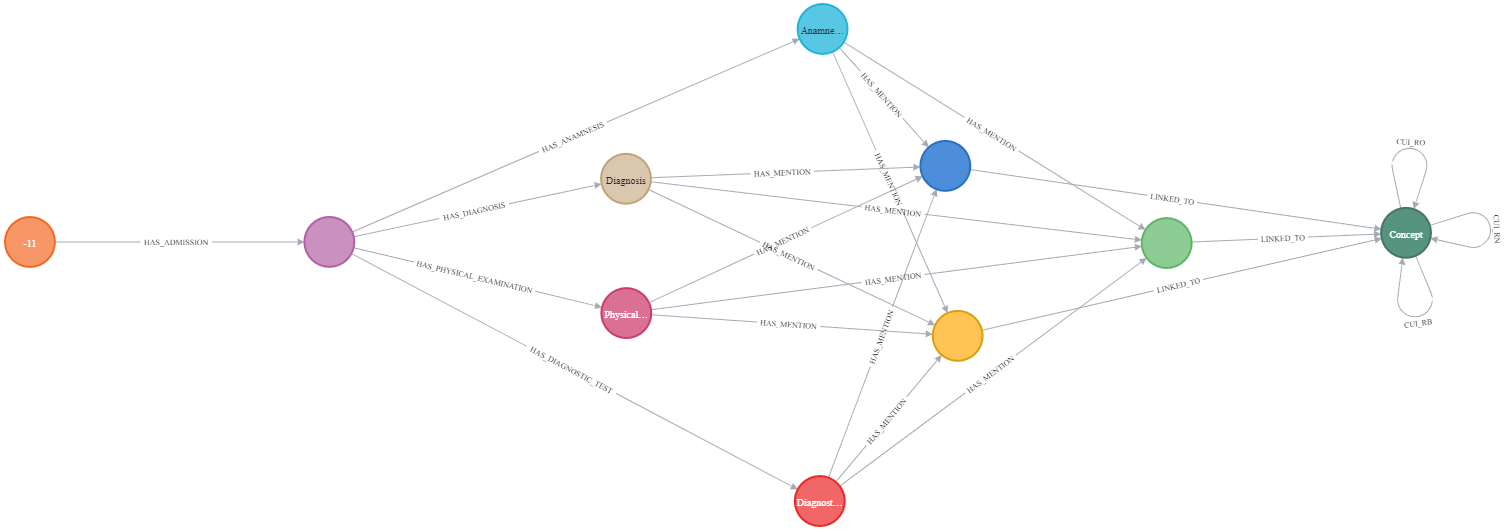 Anamne...
HAS_MENTION
HAS_MENTION
HAS_ANAMNESIS
CUI_RO
HAS_MENTION
Diagnosis
HAS_MENTION
LINKED_TO
HAS_DIAGNOSIS
HAS_MENTION
-11
HAS_ADMISSION
HAS_MENTION
HAS_MENTION
LINKED_TO
Concept
CUI_RN
HAS_PHYSICAL_EXAMINATION
HAS_MENTION
LINKED_TO
Physical...
HAS_MENTION
HAS_MENTION
CUI_RB
HAS_DIAGNOSTIC_TEST
HAS_MENTION
HAS_MENTION
Diagnost...